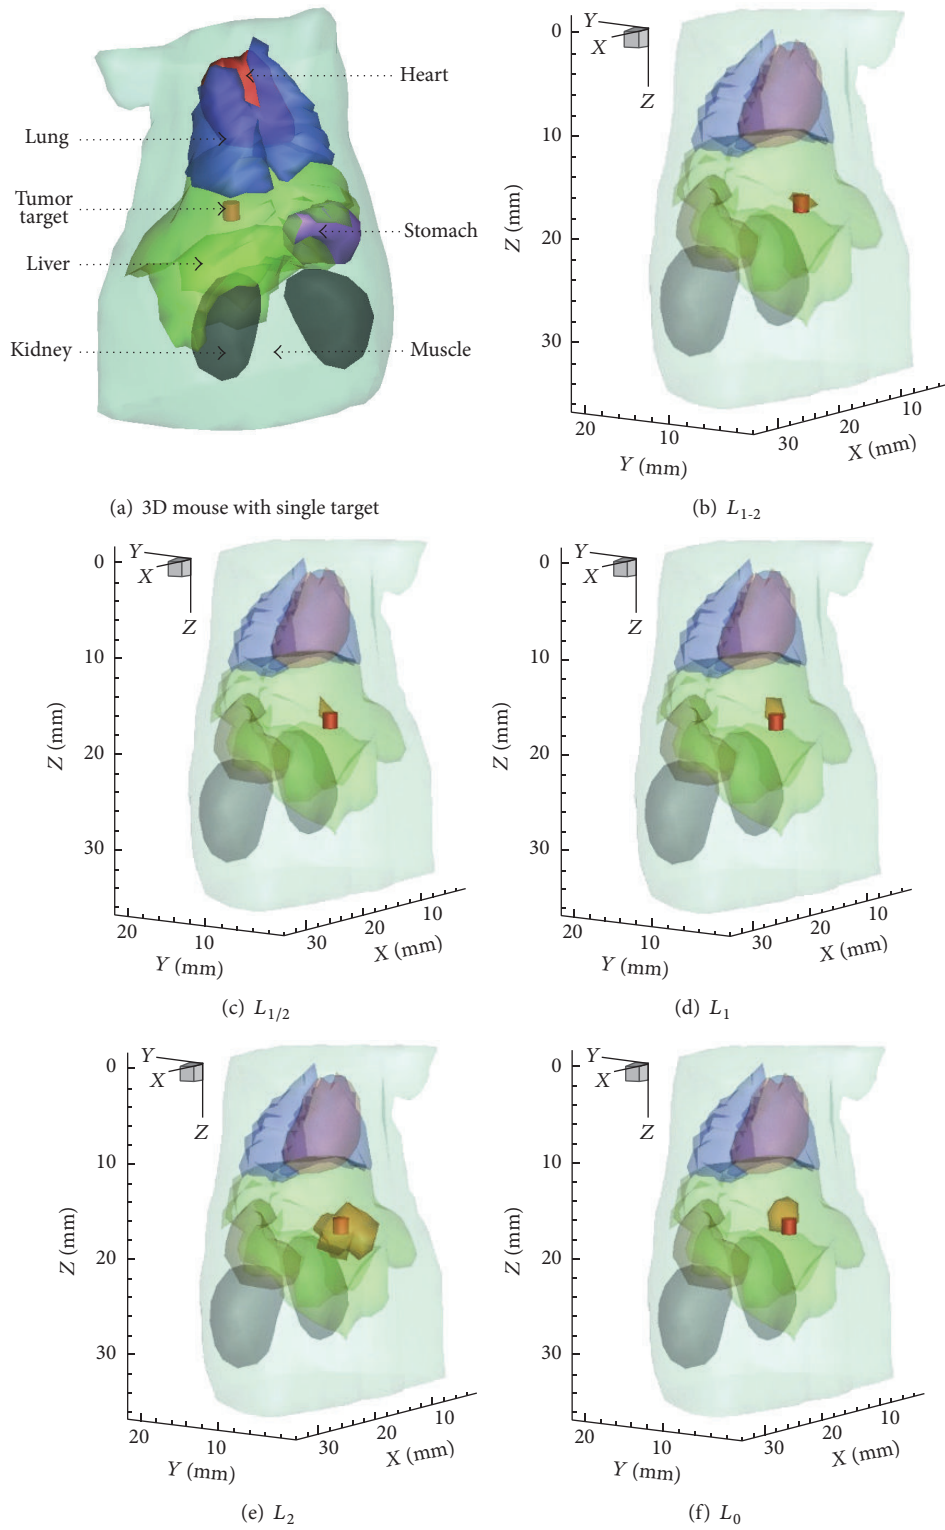 Heart
Lung
Tumor
target
Stomach
Liver
Kidney
Muscle
(a) 3D mouse with single target
Y
X
Z
0
10
20
30
Z (mm)
20
10
Y (mm)
30
20
10
X (mm)
(b) L1-2
Y
X
Z
0
10
20
30
Z (mm)
20
10
Y (mm)
30
20
10
X (mm)
(c) L1/2
Y
X
Z
0
10
20
30
Z (mm)
20
10
Y (mm)
30
20
10
X (mm)
(d) L1
Y
X
Z
0
10
20
30
Z (mm)
20
10
Y (mm)
30
20
10
X (mm)
(e) L2
Y
X
Z
0
10
20
30
Z (mm)
20
10
Y (mm)
30
20
10
X (mm)
(f) L0